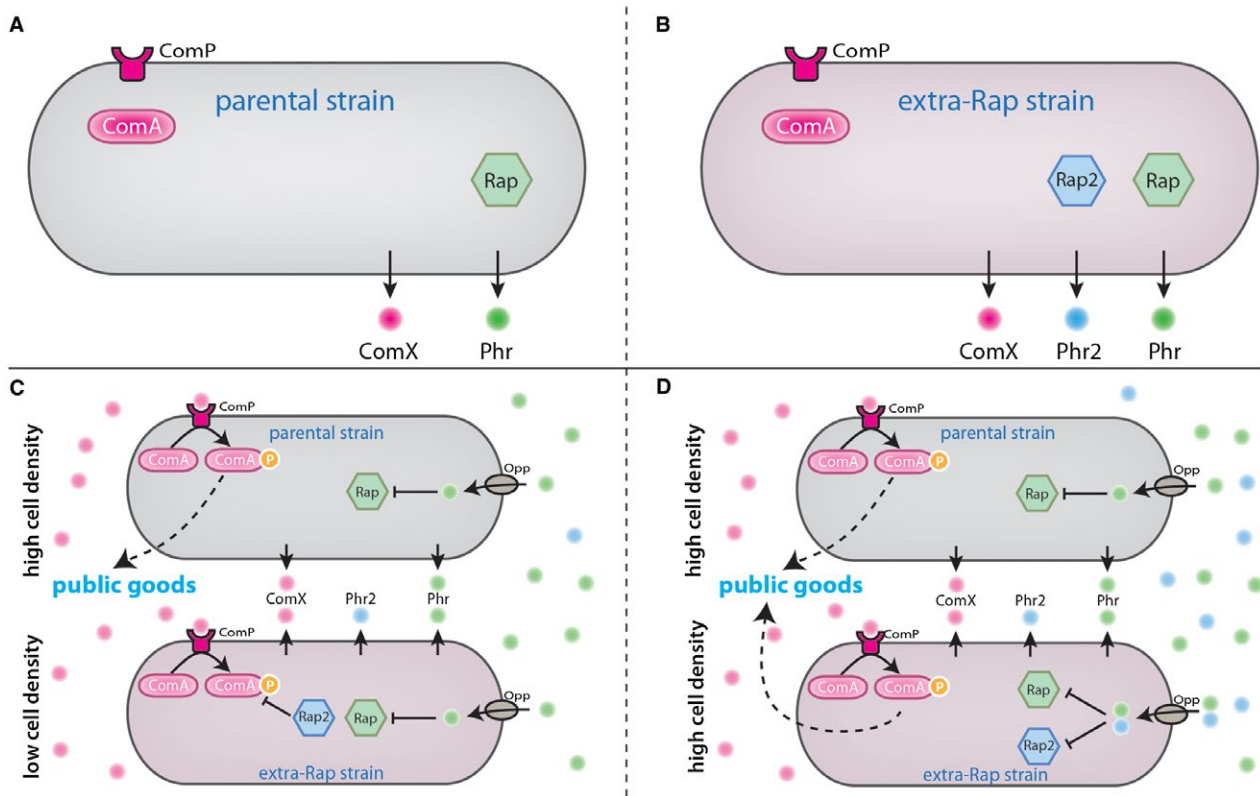 A
ComP
parental strain
ComA
Rap
ComX
Phr
B
ComP
extra-Rap strain
ComA
Rap2
Rap
ComX
Phr2
Phr
C
high cell density
ComP
parental strain
ComA
ComA
P
Rap
Opp
public goods
ComX
Phr2
Phr
low cell density
ComP
ComA
ComA
P
Rap2
Rap
Opp
extra-Rap strain
D
high cell density
ComP
parental strain
ComA
ComA
P
Rap
Opp
public goods
ComX
Phr2
Phr
high cell density
ComP
ComA
ComA
P
Rap
Rap2
Opp
extra-Rap strain